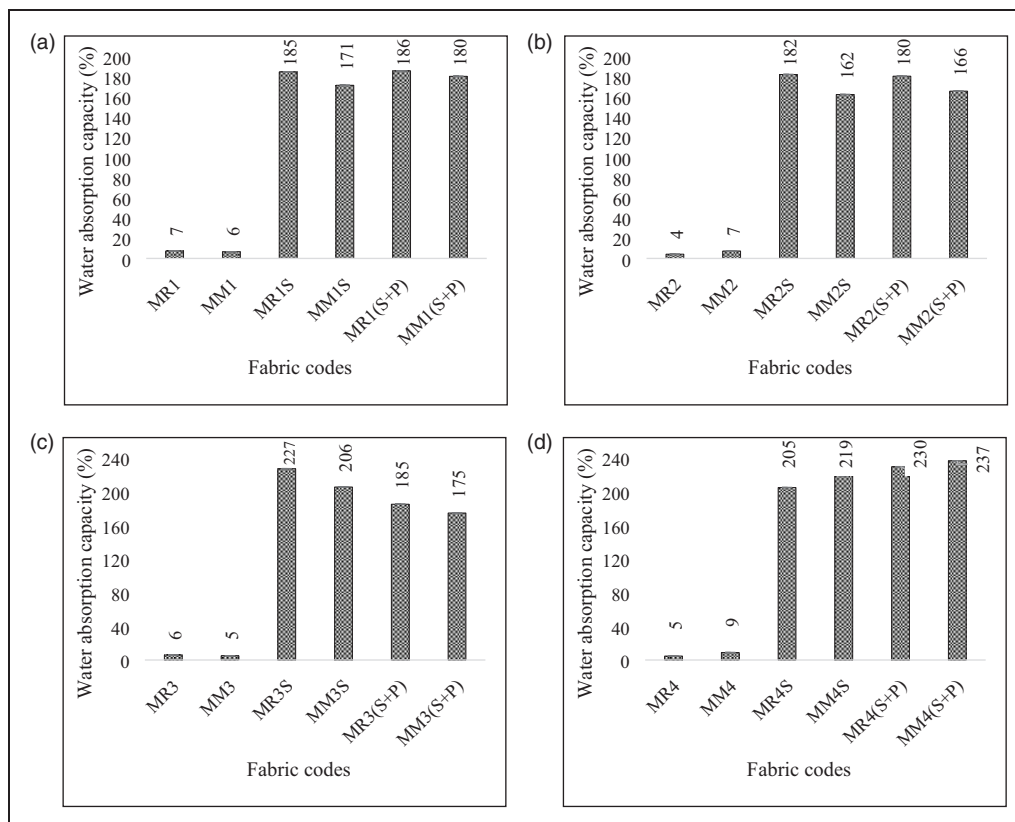 (a)
Water absorption capacity (%)
200
180
160
140
120
100
80
60
40
20
0
7
6
185
171
186
180
MR1
MM1
MR1S
MM1S
MR1(S+P)
MM1(S+P)
Fabric codes
(b)
Water absorption capacity (%)
200
180
160
140
120
100
80
60
40
20
0
4
7
182
162
180
166
MR2
MM2
MR2S
MM2S
MR2(S+P)
MM2(S+P)
Fabric codes
(c)
Water absorption capacity (%)
240
200
160
120
80
40
0
6
5
227
206
185
175
MR3
MM3
MR3S
MM3S
MR3(S+P)
MM3(S+P)
Fabric codes
(d)
Water absorption capacity (%)
240
200
160
120
80
40
0
5
9
205
219
230
237
MR4
MM4
MR4S
MM4S
MR4(S+P)
MM4(S+P)
Fabric codes